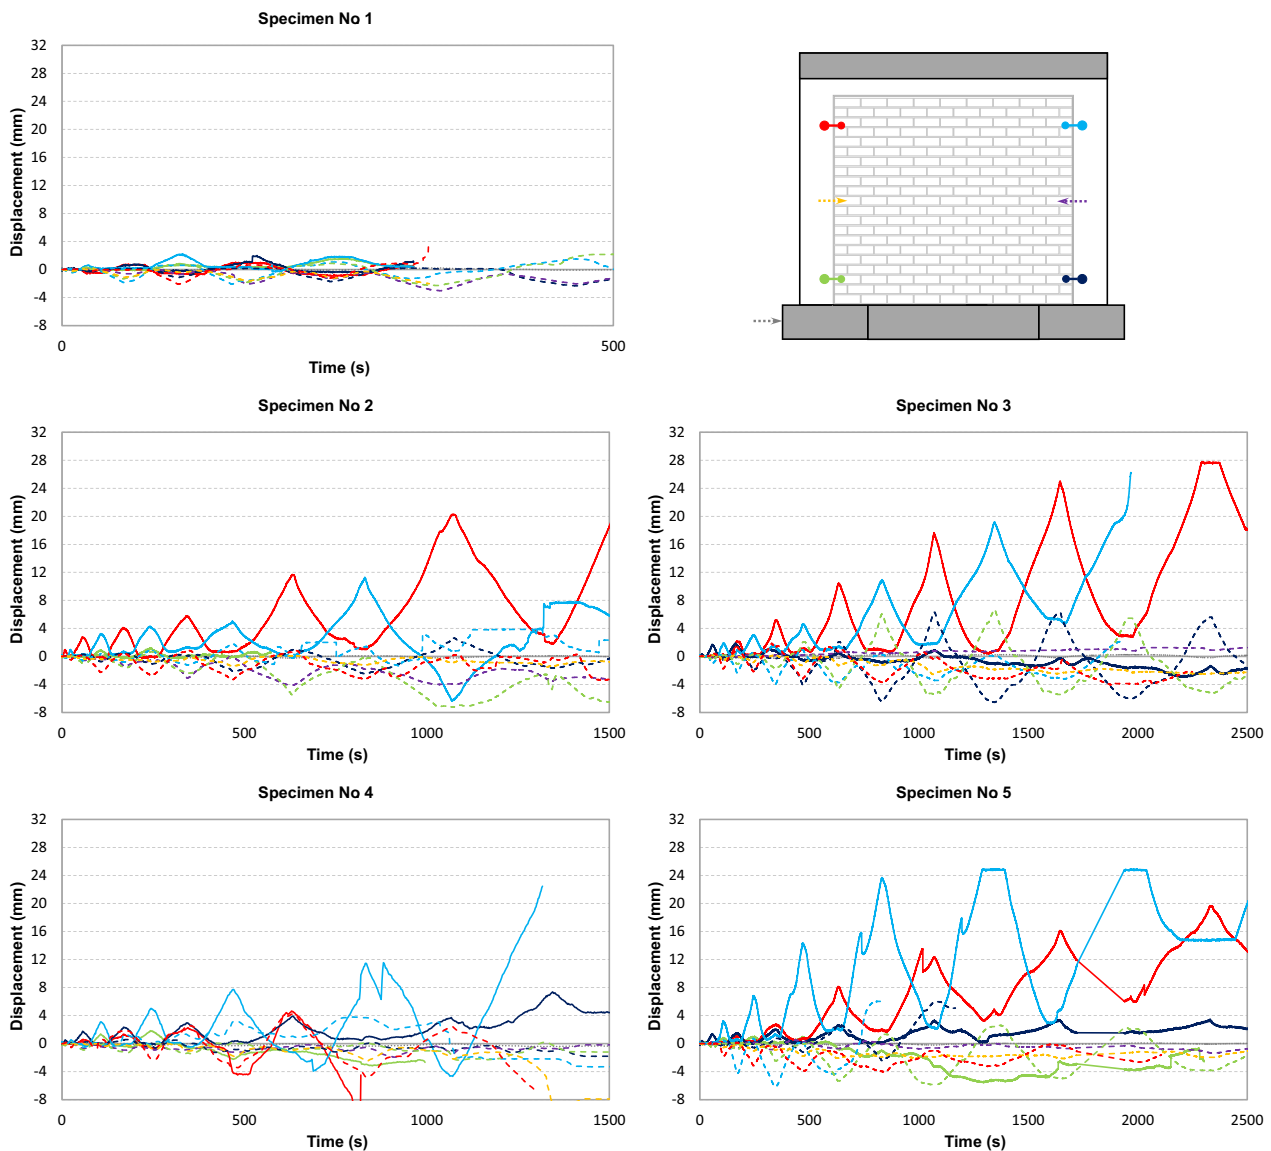 Specimen No 1
Displacement (mm)
32
28
24
20
16
12
8
4
0
-4
-8
0 500
Time (s)
Specimen No 2
Displacement (mm)
32
28
24
20
16
12
8
4
0
-4
-8
0 500 1000 1500
Time (s)
Specimen No 3
Displacement (mm)
32
28
24
20
16
12
8
4
0
-4
-8
0 500 1000 1500 2000 2500
Time (s)
Specimen No 4
Displacement (mm)
32
28
24
20
16
12
8
4
0
-4
-8
0 500 1000 1500
Time (s)
Specimen No 5
Displacement (mm)
32
28
24
20
16
12
8
4
0
-4
-8
0 500 1000 1500 2000 2500
Time (s)